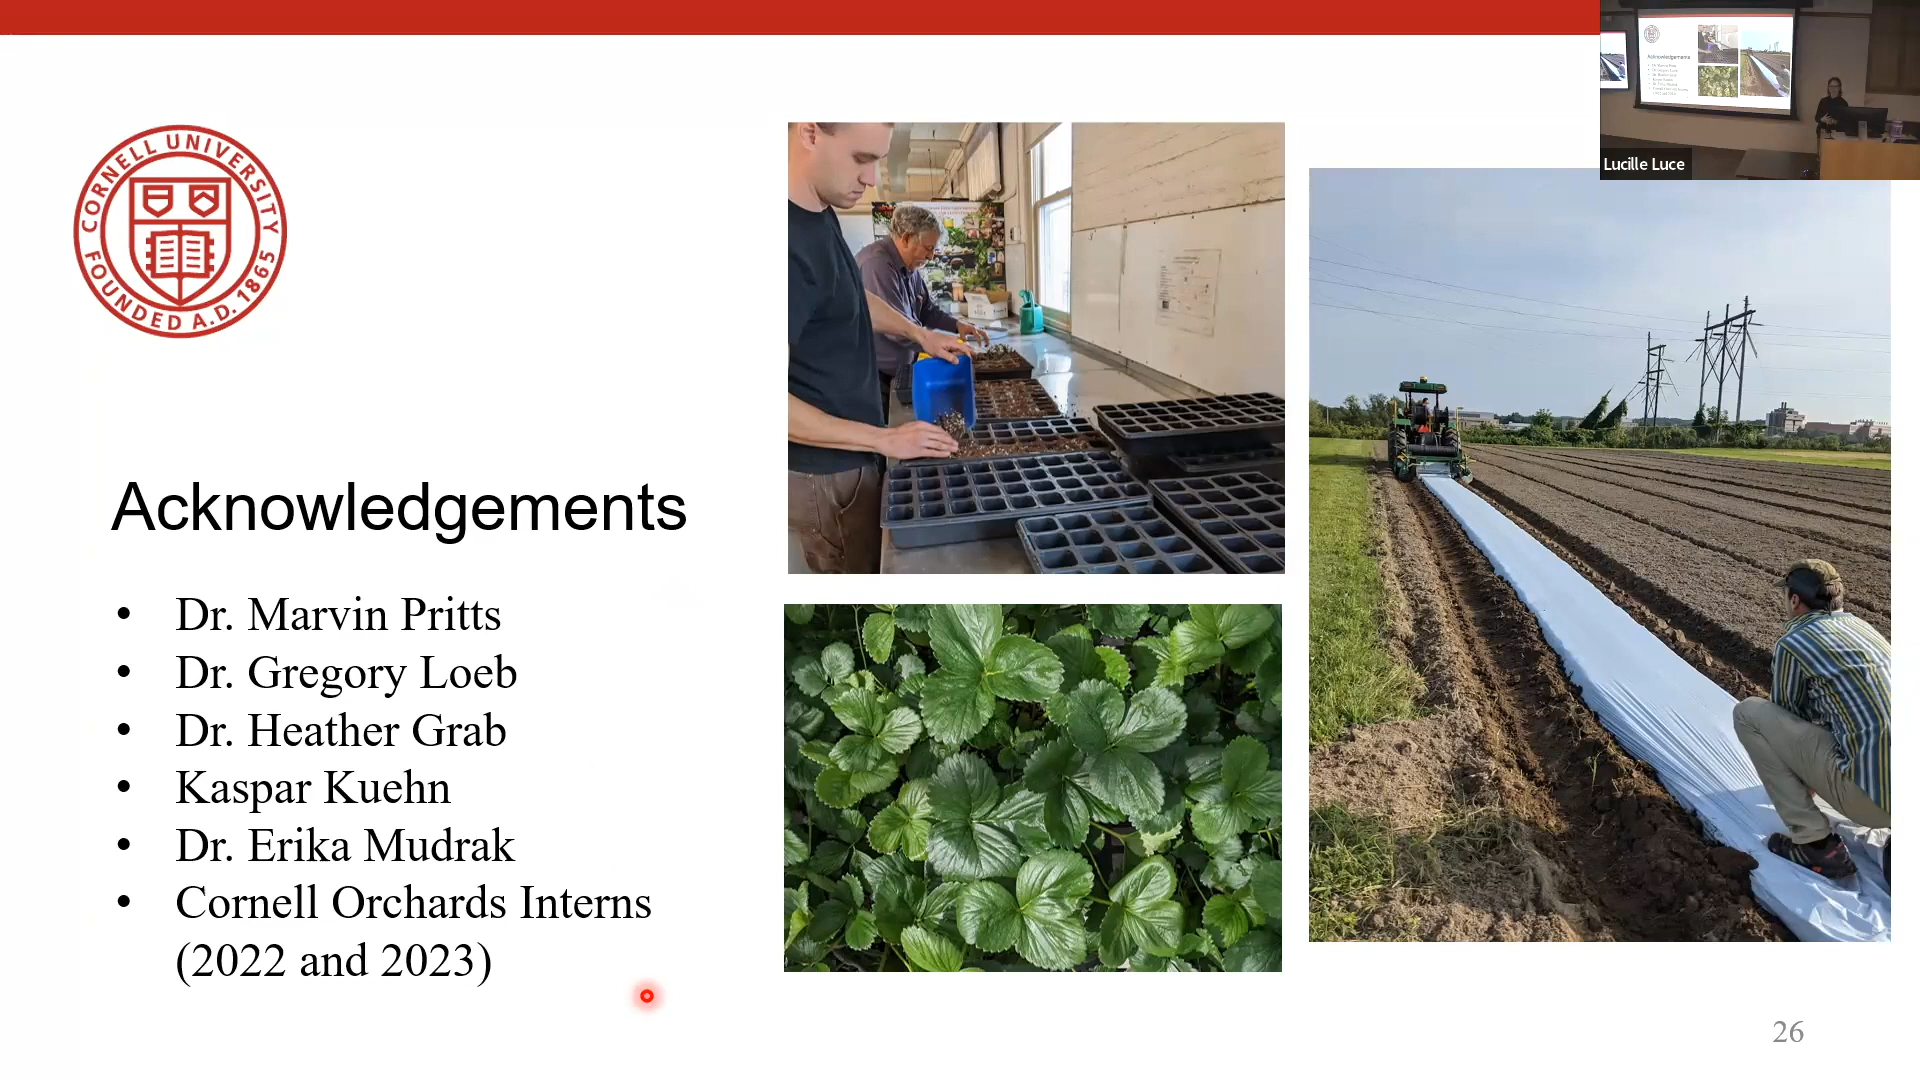 CORNELL UNIVERSITY
FOUNDED A.D. 1865
Lucille Luce
Acknowledgements
• Dr. Marvin Pritts
• Dr. Gregory Loeb
• Dr. Heather Grab
• Kaspar Kuehn
• Dr. Erika Mudrak
• Cornell Orchards Interns
(2022 and 2023)
26